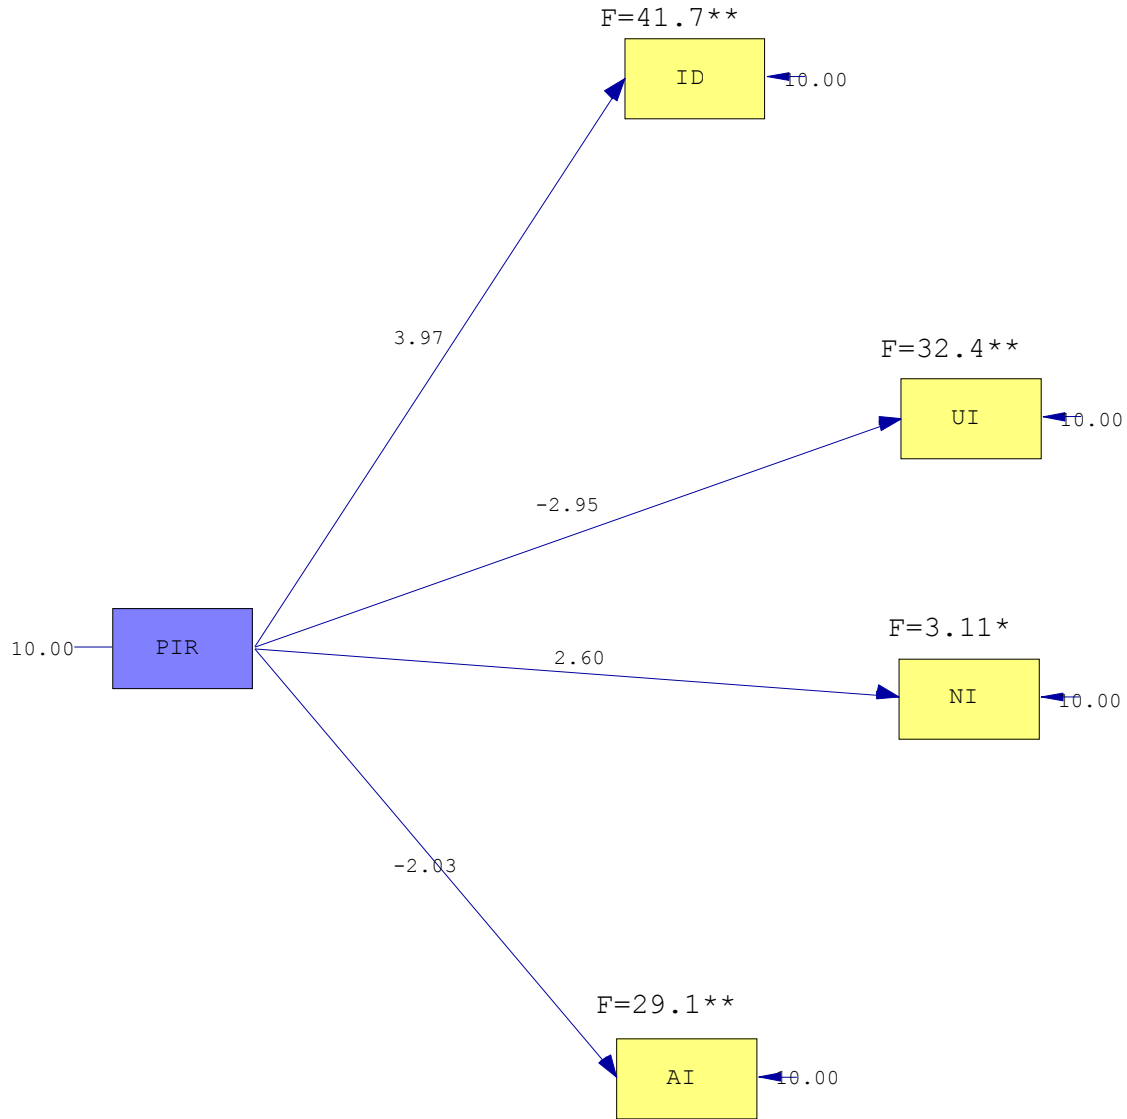 F=41.7**
ID
10.00
3.97
F=32.4**
UI
10.00
-2.95
10.00
PIR
F=3.11*
2.60
NI
10.00
-2.03
F=29.1**
AI
10.00